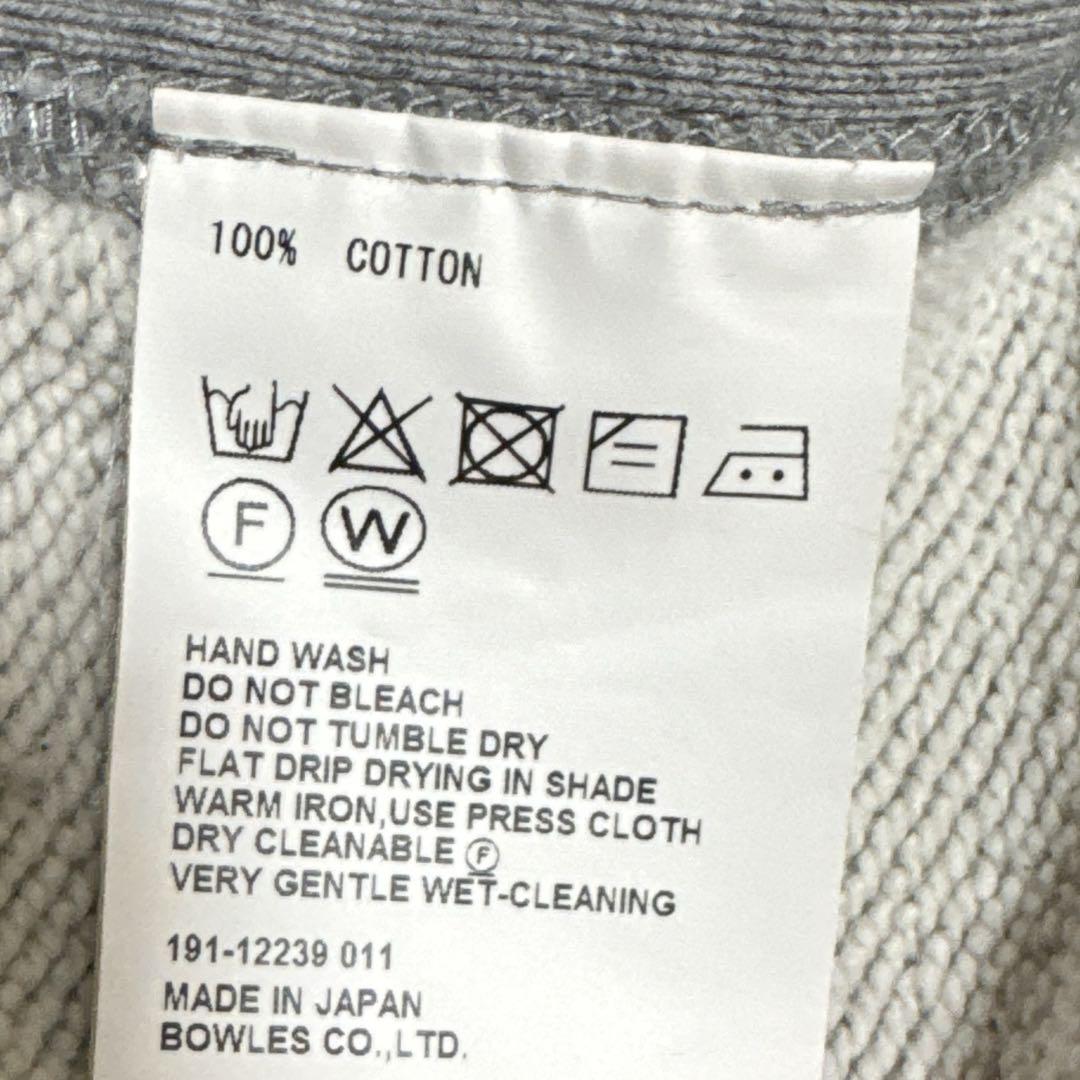 100% COTTON
F W
HAND WASH
DO NOT BLEACH
DO NOT TUMBLE DRY
FLAT DRIP DRYING IN SHADE
WARM IRON,USE PRESS CLOTH
DRY CLEANABLE Ⓕ
VERY GENTLE WET-CLEANING
191-12239 011
MADE IN JAPAN
BOWLES CO.,LTD.